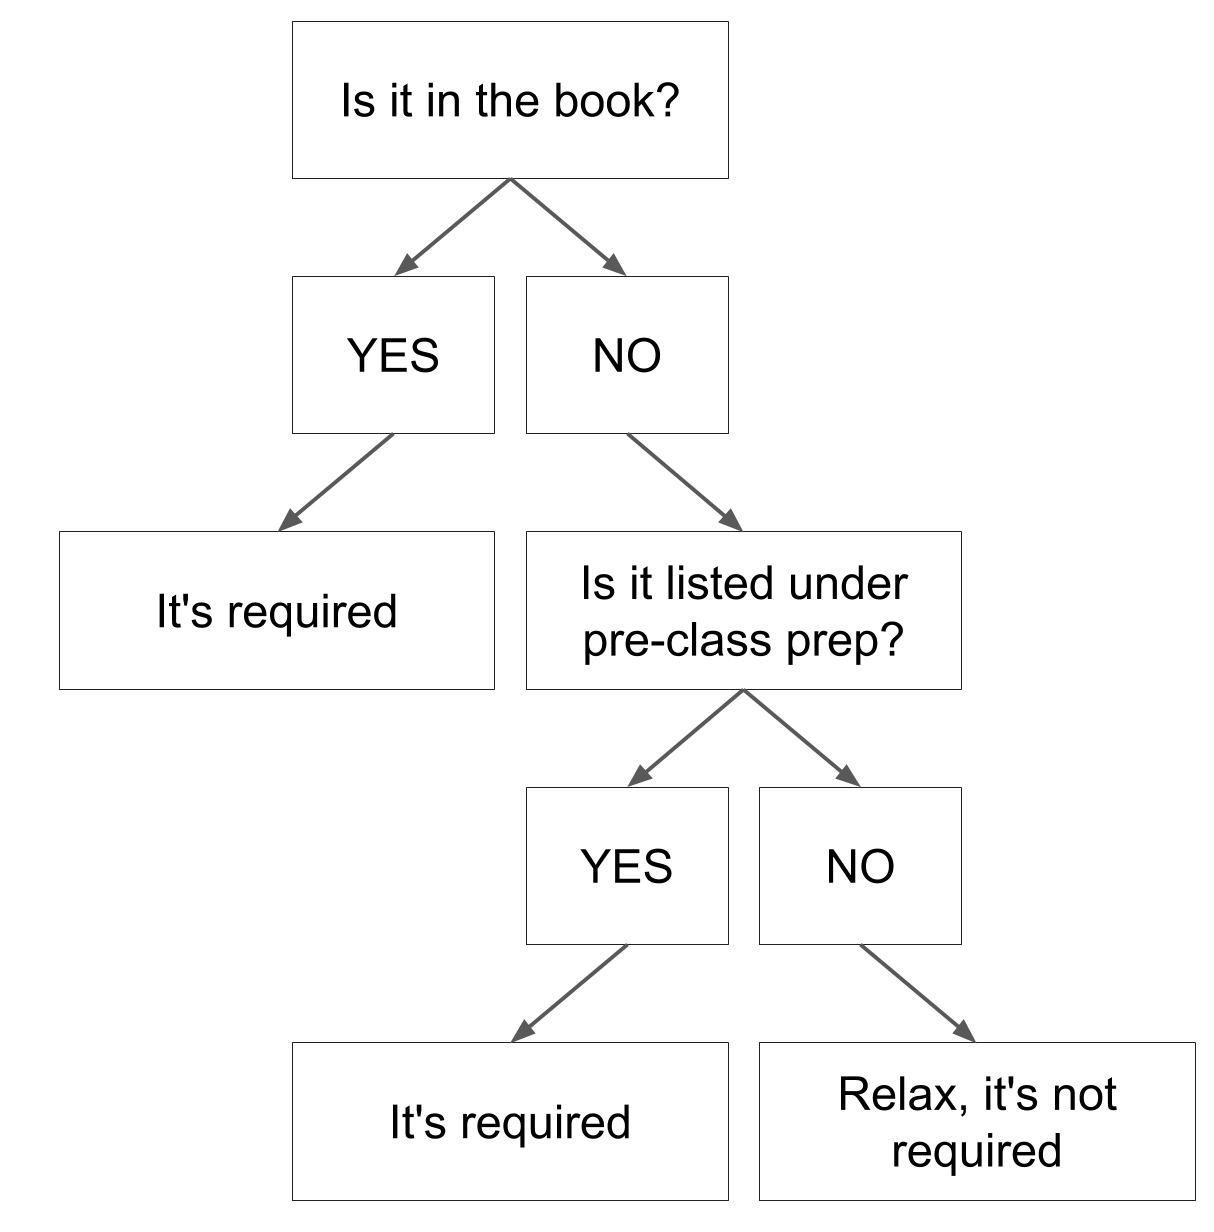 Is it in the book?
YES
NO
It's required
Is it listed under
pre-class prep?
YES
NO
It's required
Relax, it's not
required